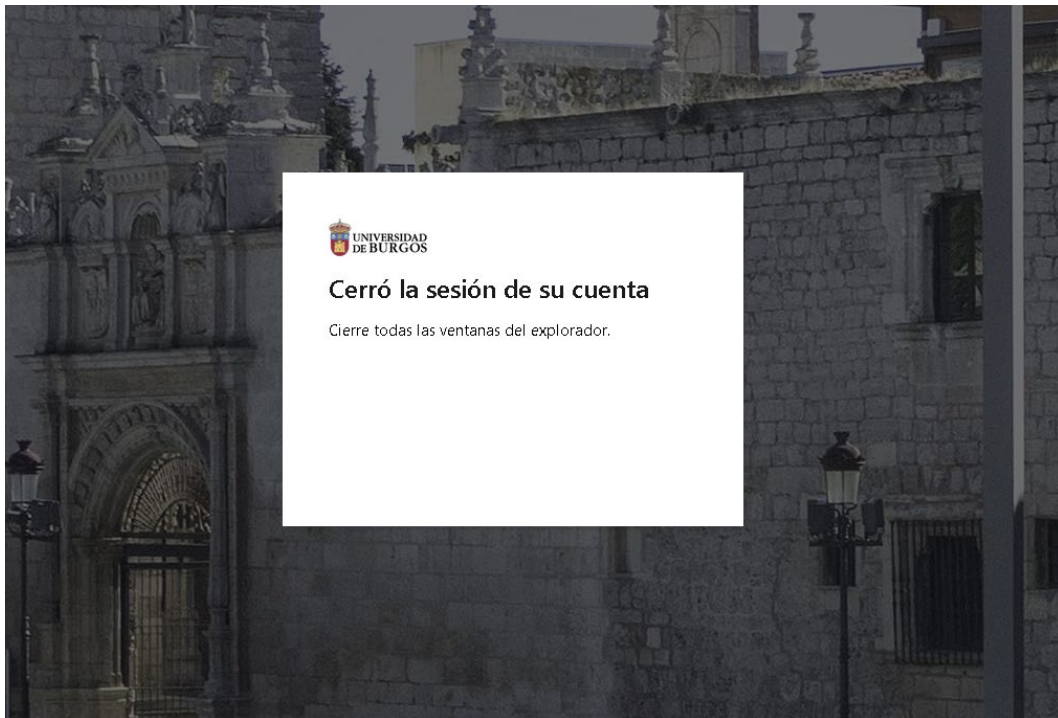 UNIVERSIDAD
DE BURGOS
Cerró la sesión de su cuenta
Cierre todas las ventanas del explorador.